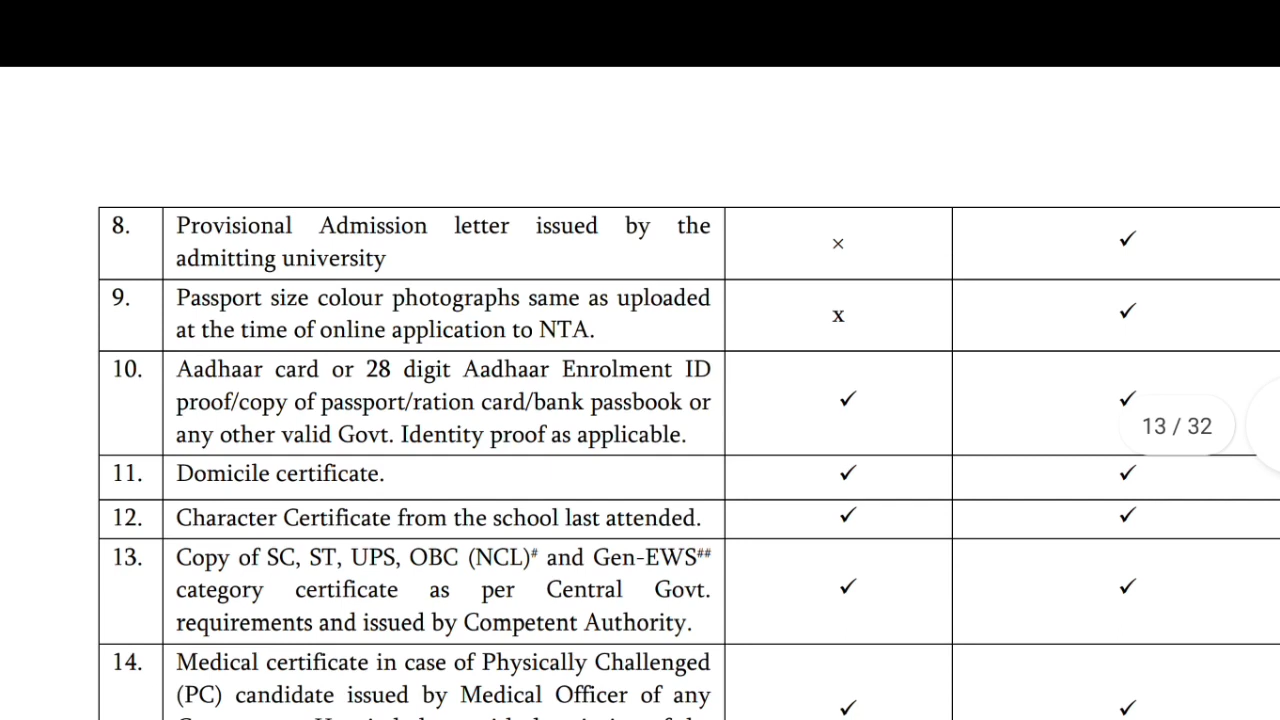 8. Provisional Admission letter issued by the × ✓
admitting university
9. Passport size colour photographs same as uploaded x ✓
at the time of online application to NTA.
10. Aadhaar card or 28 digit Aadhaar Enrolment ID
proof/copy of passport/ration card/bank passbook or ✓ ✓
any other valid Govt. Identity proof as applicable.
13 / 32
11. Domicile certificate. ✓ ✓
12. Character Certificate from the school last attended. ✓ ✓
13. Copy of SC, ST, UPS, OBC (NCL)# and Gen-EWS##
category certificate as per Central Govt. ✓ ✓
requirements and issued by Competent Authority.
14. Medical certificate in case of Physically Challenged
(PC) candidate issued by Medical Officer of any ✓ ✓